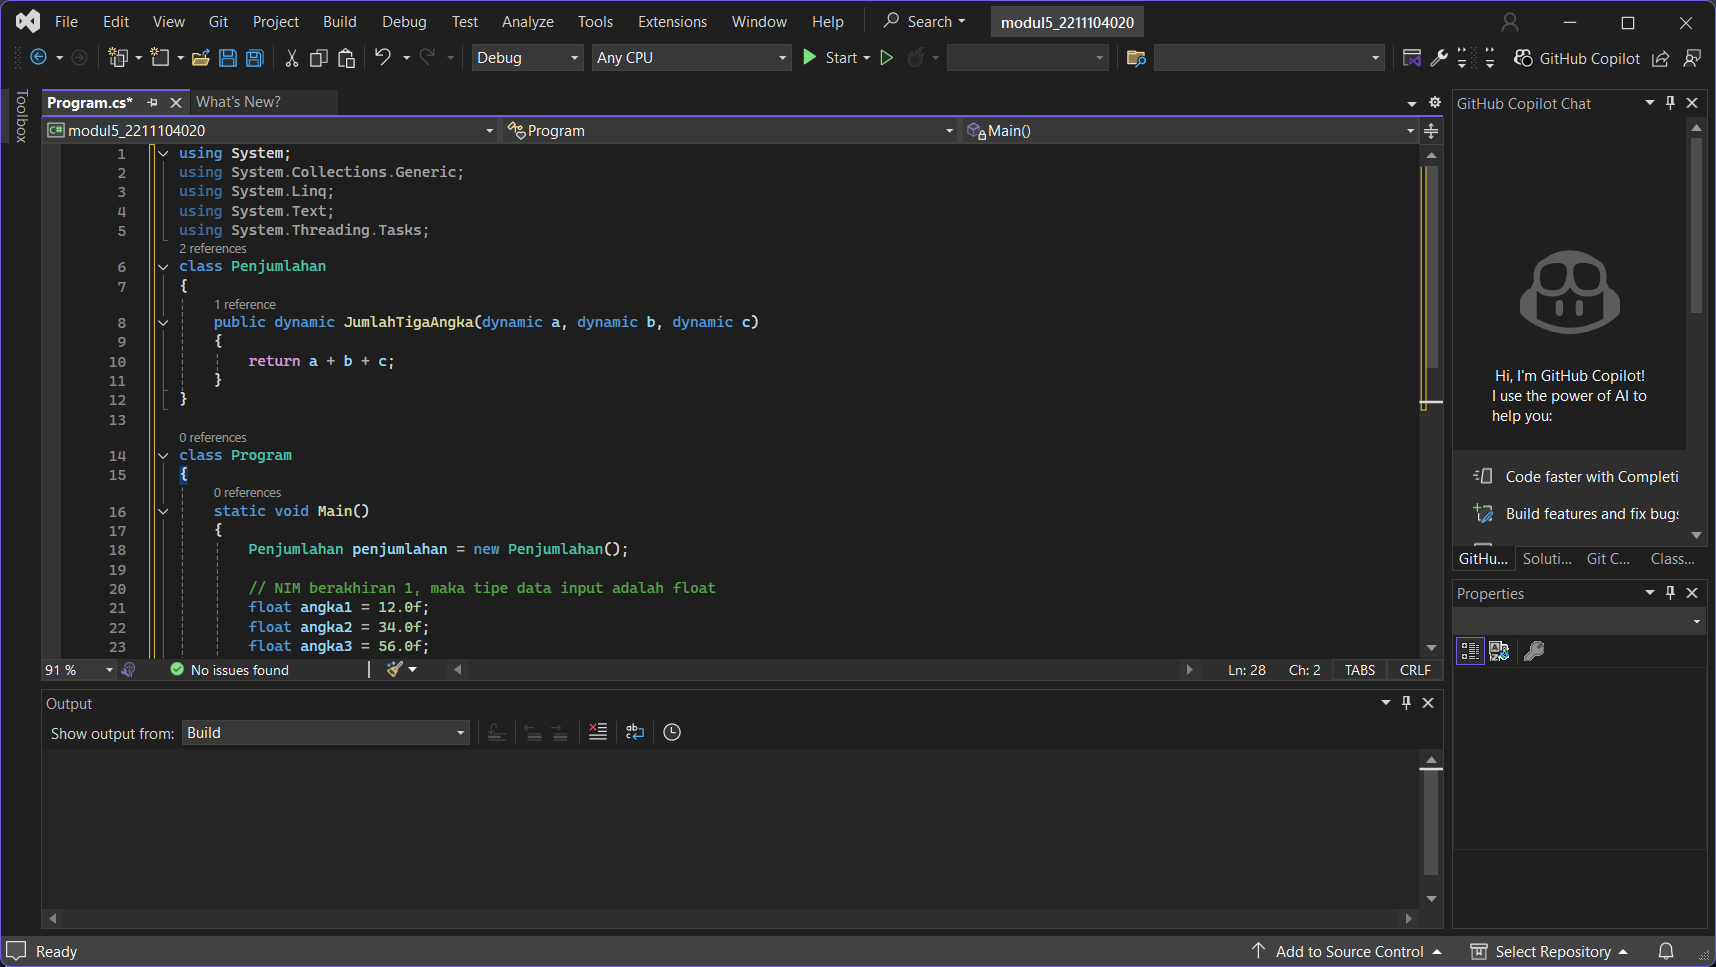 File Edit View Git Project Build Debug Test Analyze Tools Extensions Window Help Search modul5_2211104020
Debug Any CPU Start GitHub Copilot
Toolbox
Program.cs* What's New?
C# modul5_2211104020 Program Main()
1 using System;
2 using System.Collections.Generic;
3 using System.Linq;
4 using System.Text;
5 using System.Threading.Tasks;
2 references
6 class Penjumlahan
7 {
1 reference
8 public dynamic JumlahTigaAngka(dynamic a, dynamic b, dynamic c)
9 {
10 return a + b + c;
11 }
12 }
13
0 references
14 class Program
15 {
0 references
16 static void Main()
17 {
18 Penjumlahan penjumlahan = new Penjumlahan();
19
20 // NIM berakhiran 1, maka tipe data input adalah float
21 float angka1 = 12.0f;
22 float angka2 = 34.0f;
23 float angka3 = 56.0f;
91 % No issues found Ln: 28 Ch: 2 TABS CRLF
Output
Show output from: Build
GitHub Copilot Chat
Hi, I'm GitHub Copilot!
I use the power of AI to
help you:
Code faster with Completi
Build features and fix bugs
GitHu... Soluti... Git C... Class...
Properties
Ready Add to Source Control Select Repository